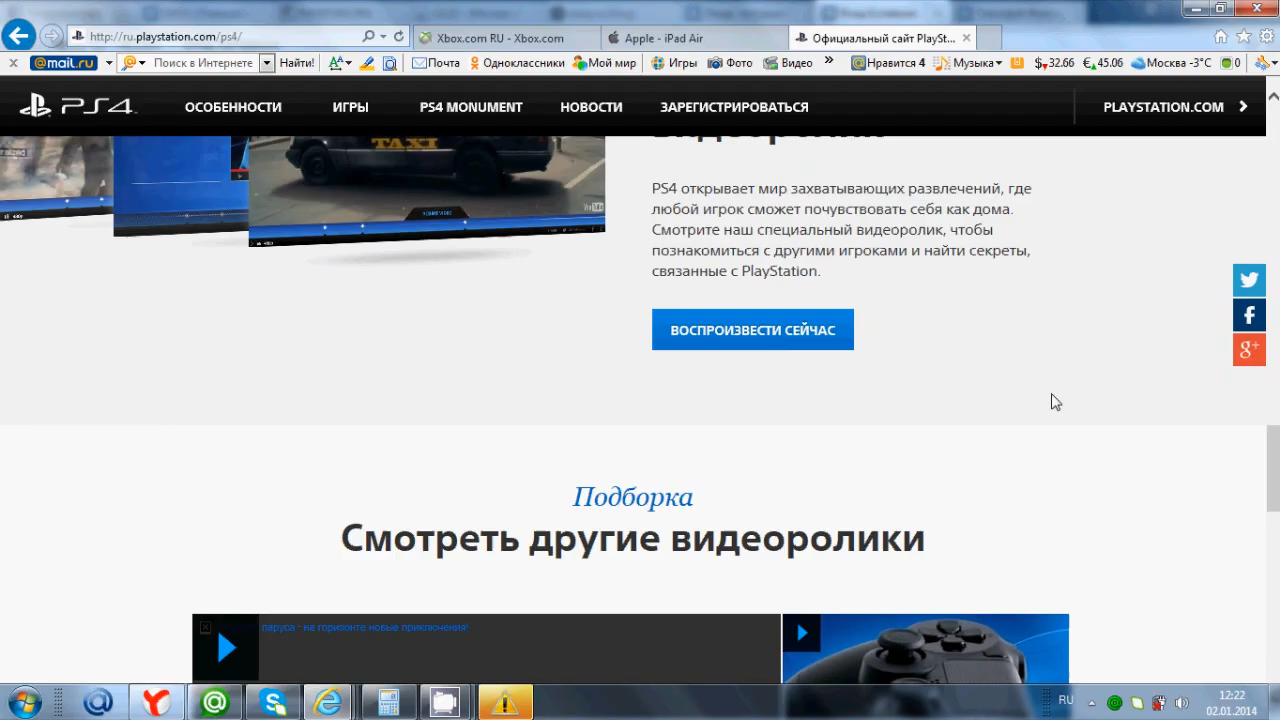 http://ru.playstation.com/ps4/
Xbox.com RU - Xbox.com
Apple - iPad Air
Официальный сайт PlaySt...
@mail.ru
Поиск в Интернете
Найти!
Почта
Одноклассники
Мой мир
Игры
Фото
Видео
Нравится 4
Музыка
32.66
45.06
Москва -3°C
0
PS4
ОСОБЕННОСТИ
ИГРЫ
PS4 MONUMENT
НОВОСТИ
ЗАРЕГИСТРИРОВАТЬСЯ
PLAYSTATION.COM
TAXI
PS4 открывает мир захватывающих развлечений, где
любой игрок сможет почувствовать себя как дома.
Смотрите наш специальный видеоролик, чтобы
познакомиться с другими игроками и найти секреты,
связанные с PlayStation.
ВОСПРОИЗВЕСТИ СЕЙЧАС
Подборка
Смотреть другие видеоролики
паруса - на горизонте новые приключения!
RU
12:22
02.01.2014